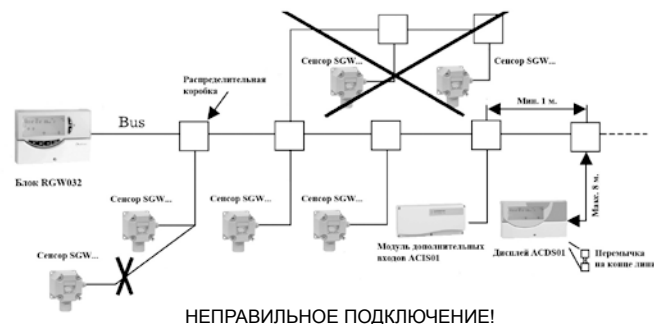 Сенсор SGW...
Сенсор SGW...
Распределительная
коробка
Мин. 1 м.
Bus
Блок RGW032
Макс. 8 м.
Сенсор SGW...
Сенсор SGW...
Сенсор SGW...
Сенсор SGW...
Модуль дополнительных
входов ACIS01
Дисплей ACDS01
Перемычка
на конце лини
НЕПРАВИЛЬНОЕ ПОДКЛЮЧЕНИЕ!